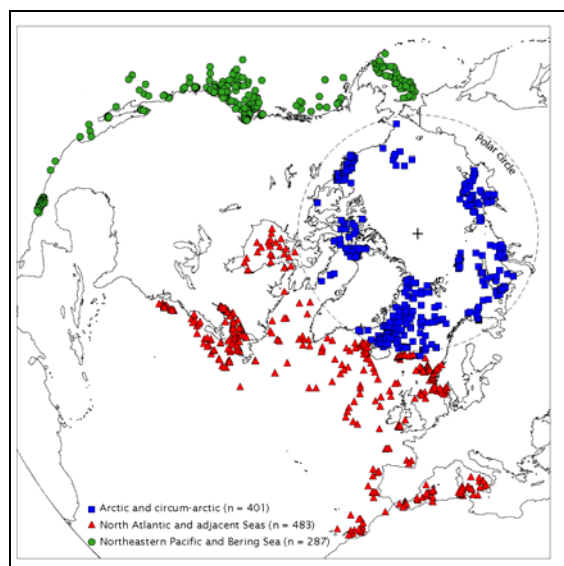 Polar Circle
Arctic and circum-arctic (n = 401)
North Atlantic and adjacent Seas (n = 483)
Northeastern Pacific and Bering Sea (n = 287)